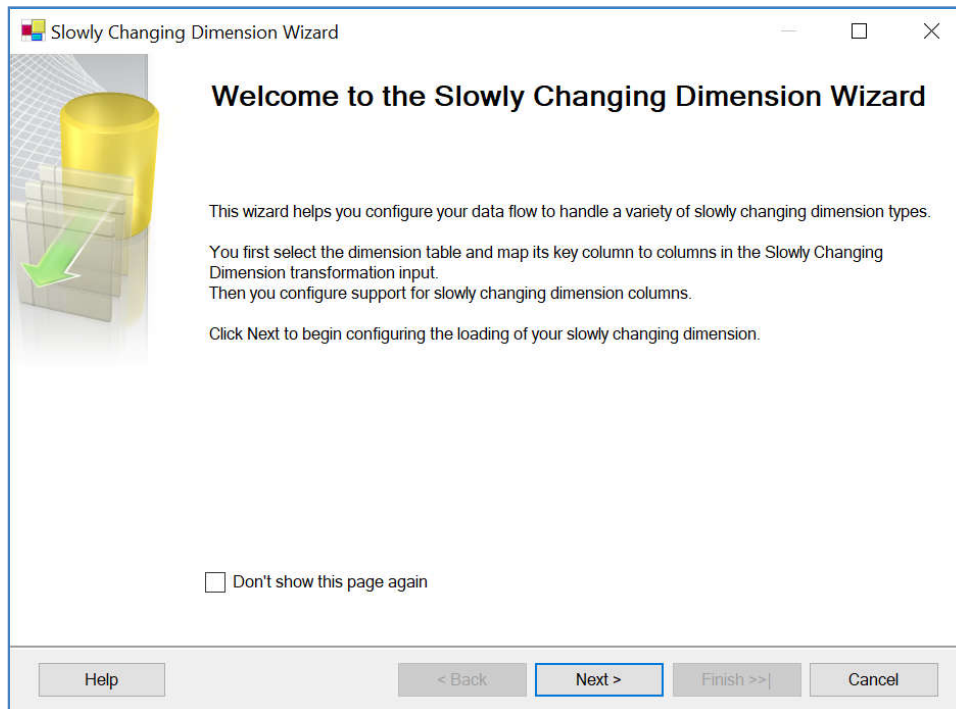 Slowly Changing Dimension Wizard
Welcome to the Slowly Changing Dimension Wizard
This wizard helps you configure your data flow to handle a variety of slowly changing dimension types.
You first select the dimension table and map its key column to columns in the Slowly Changing
Dimension transformation input.
Then you configure support for slowly changing dimension columns.
Click Next to begin configuring the loading of your slowly changing dimension.
Don't show this page again
Help
< Back
Next >
Finish >>|
Cancel